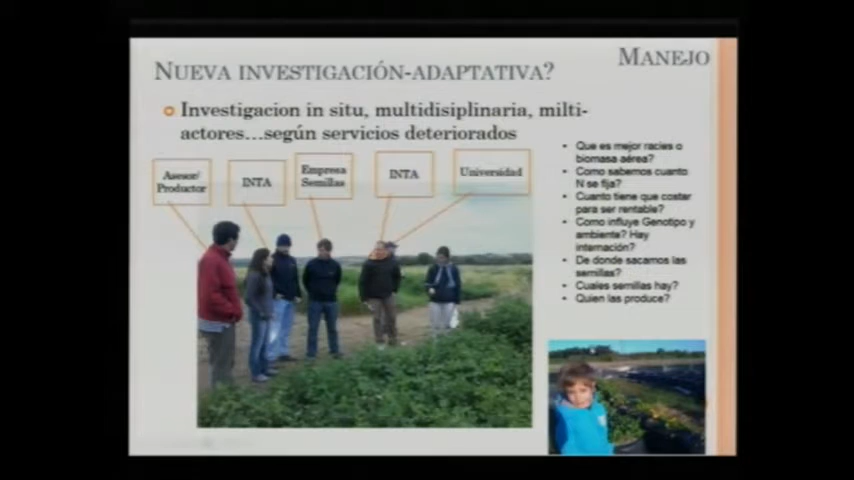 MANEJO
NUEVA INVESTIGACIÓN-ADAPTATIVA?
Investigacion in situ, multidisiplinaria, milti-
actores...según servicios deteriorados
Asesor/
Productor
INTA
Empresa
Semillas
INTA
Universidad
• Que es mejor racies o
biomasa aérea?
• Como sabemos cuanto
N se fija?
• Cuanto tiene que costar
para ser rentable?
• Como influye Genotipo y
ambiente? Hay
internación?
• De donde sacamos las
semillas?
• Cuales semillas hay?
• Quien las produce?